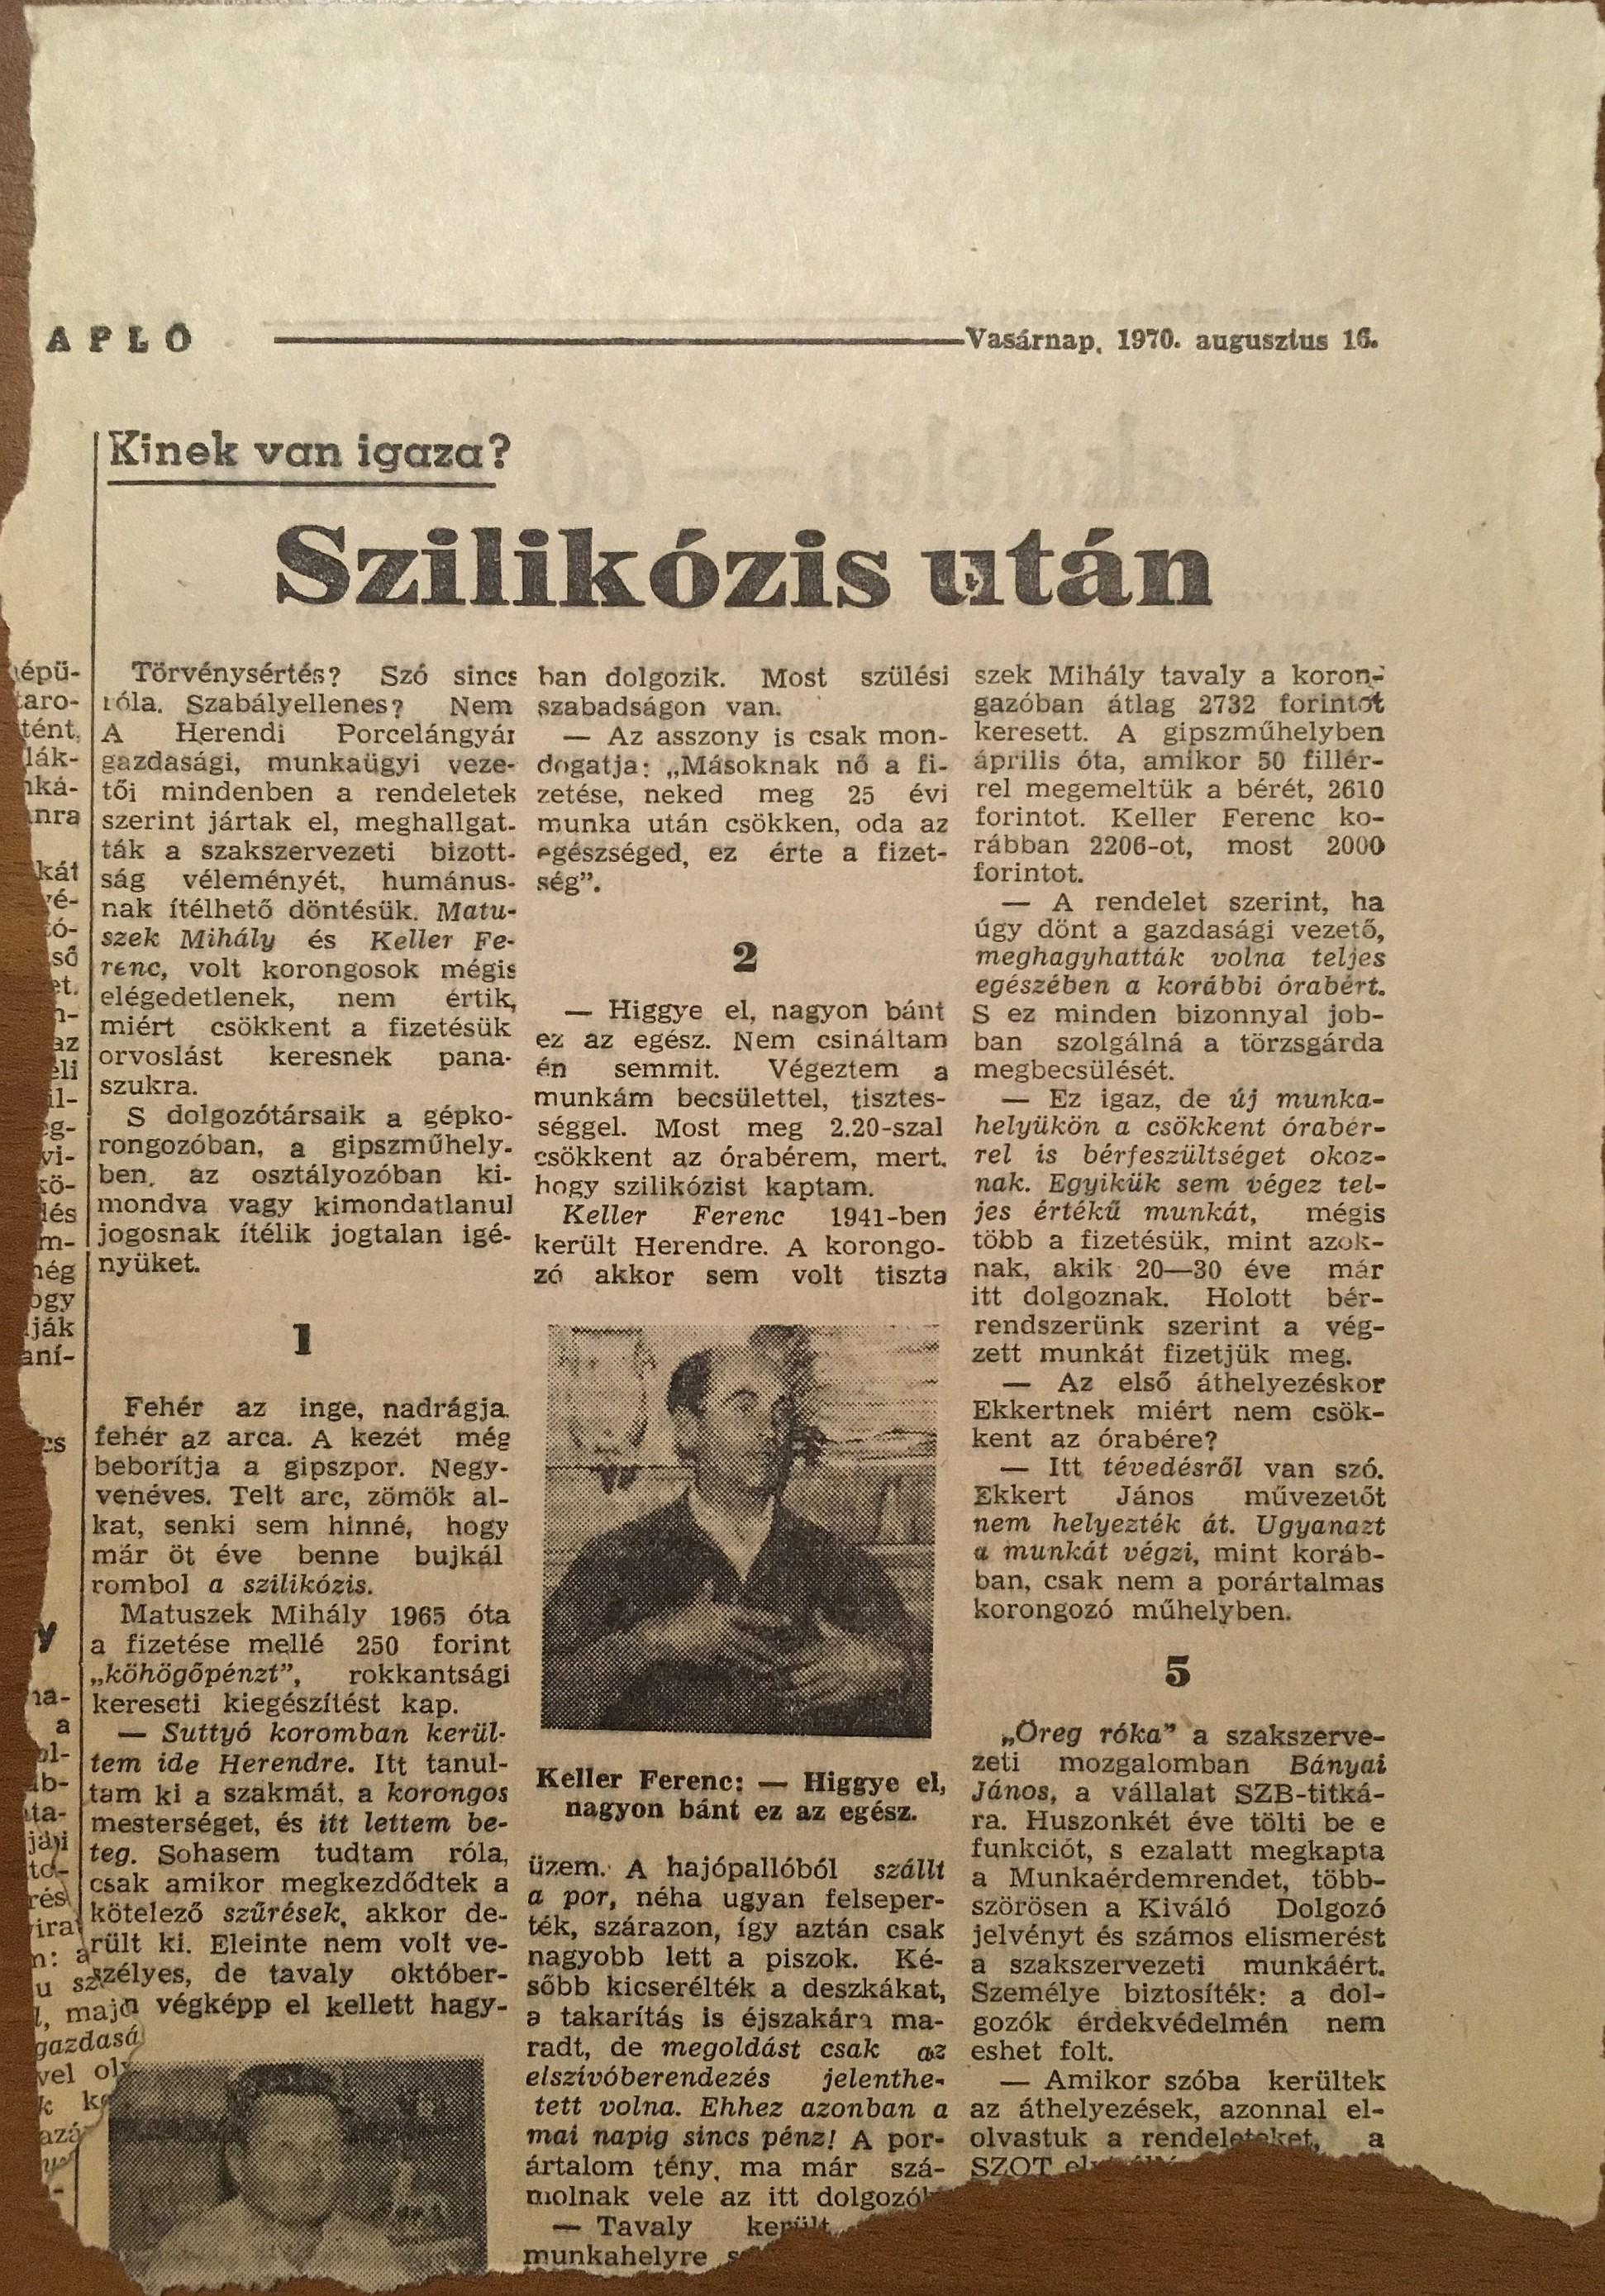 APLÓ
Vasárnap, 1970. augusztus 16.
Kinek van igaza?
Szilikózis után
Törvénysértés? Szó sincs
róla. Szabályellenes? Nem
A Herendi Porcelángyár
gazdasági, munkaügyi veze-
tői mindenben a rendeletek
szerint jártak el, meghallgat-
ták a szakszervezeti bizott-
ság véleményét, humánus-
nak ítélhető döntésük. Matu-
szek Mihály és Keller Fe-
renc, volt korongosok mégis
elégedetlenek, nem értik,
miért csökkent a fizetésük
orvoslást keresnek pana-
szukra.
S dolgozótársaik a gépko-
rongozóban, a gipszműhely-
ben, az osztályozóban ki-
mondva vagy kimondatlanul
jogosnak ítélik jogtalan igé-
nyüket.
1
Fehér az inge, nadrágja
fehér az arca. A kezét még
beborítja a gipszpor. Negy-
venéves. Telt arc, zömök al-
kat, senki sem hinné, hogy
már öt éve benne bujkál
rombol a szilikózis.
Matuszek Mihály 1965 óta
a fizetése mellé 250 forint
„köhögőpénzt”, rokkantsági
kereseti kiegészítést kap.
— Suttyó koromban kerül-
tem ide Herendre. Itt tanul-
tam ki a szakmát, a korongos
mesterséget, és itt lettem be-
teg. Sohasem tudtam róla,
csak amikor megkezdődtek a
kötelező szűrések, akkor de-
rült ki. Eleinte nem volt ve-
szélyes, de tavaly október-
végképp el kellett hagy-
ban dolgozik. Most szülési
szabadságon van.
— Az asszony is csak mon-
dogatja: „Másoknak nő a fi-
zetése, neked meg 25 évi
munka után csökken, oda az
egészséged, ez érte a fizet-
ség”.
2
— Higgye el, nagyon bánt
ez az egész. Nem csináltam
én semmit. Végeztem a
munkám becsülettel, tisztes-
séggel. Most meg 2.20-szal
csökkent az órabérem, mert.
hogy szilikózist kaptam.
Keller Ferenc 1941-ben
került Herendre. A korongo-
zó akkor sem volt tiszta
Keller Ferenc: — Higgye el,
nagyon bánt ez az egész.
üzem. A hajópallóból szállt
a por, néha ugyan felseper-
ték, szárazon, így aztán csak
nagyobb lett a piszok. Ké-
sőbb kicserélték a deszkákat,
a takarítás is éjszakára ma-
radt, de megoldást csak az
elszívóberendezés jelenthe-
tett volna. Ehhez azonban a
mai napig sincs pénz! A por-
ártalom tény, ma már szá-
molnak vele az itt dolgozók
— Tavaly került
munkahelyre
szek Mihály tavaly a koron-
gazóban átlag 2732 forintot
keresett. A gipszműhelyben
április óta, amikor 50 fillér-
rel megemeltük a bérét, 2610
forintot. Keller Ferenc ko-
rábban 2206-ot, most 2000
forintot.
— A rendelet szerint, ha
úgy dönt a gazdasági vezető,
meghagyhatták volna teljes
egészében a korábbi órabért.
S ez minden bizonnyal job-
ban szolgálná a törzsgárda
megbecsülését.
— Ez igaz, de új munka-
helyükön a csökkent órabér-
rel is bérfeszültséget okoz-
nak. Egyikük sem végez tel-
jes értékű munkát, mégis
több a fizetésük, mint azok-
nak, akik 20—30 éve már
itt dolgoznak. Holott bér-
rendszerünk szerint a vég-
zett munkát fizetjük meg.
— Az első áthelyezéskor
Ekkertnek miért nem csök-
kent az órabére?
— Itt tévedésről van szó.
Ekkert János művezetőt
nem helyezték át. Ugyanazt
a munkát végzi, mint koráb-
ban, csak nem a porártalmas
korongozó műhelyben.
5
„Öreg róka” a szakszerve-
zeti mozgalomban Bányai
János, a vállalat SZB-titká-
ra. Huszonkét éve tölti be e
funkciót, s ezalatt megkapta
a Munkaérdemrendet, több-
szörösen a Kiváló Dolgozó
jelvényt és számos elismerést
a szakszervezeti munkáért.
Személye biztosíték: a dol-
gozók érdekvédelmén nem
eshet folt.
— Amikor szóba kerültek
az áthelyezések, azonnal el-
olvastuk a rendeleteket, a
SZOT